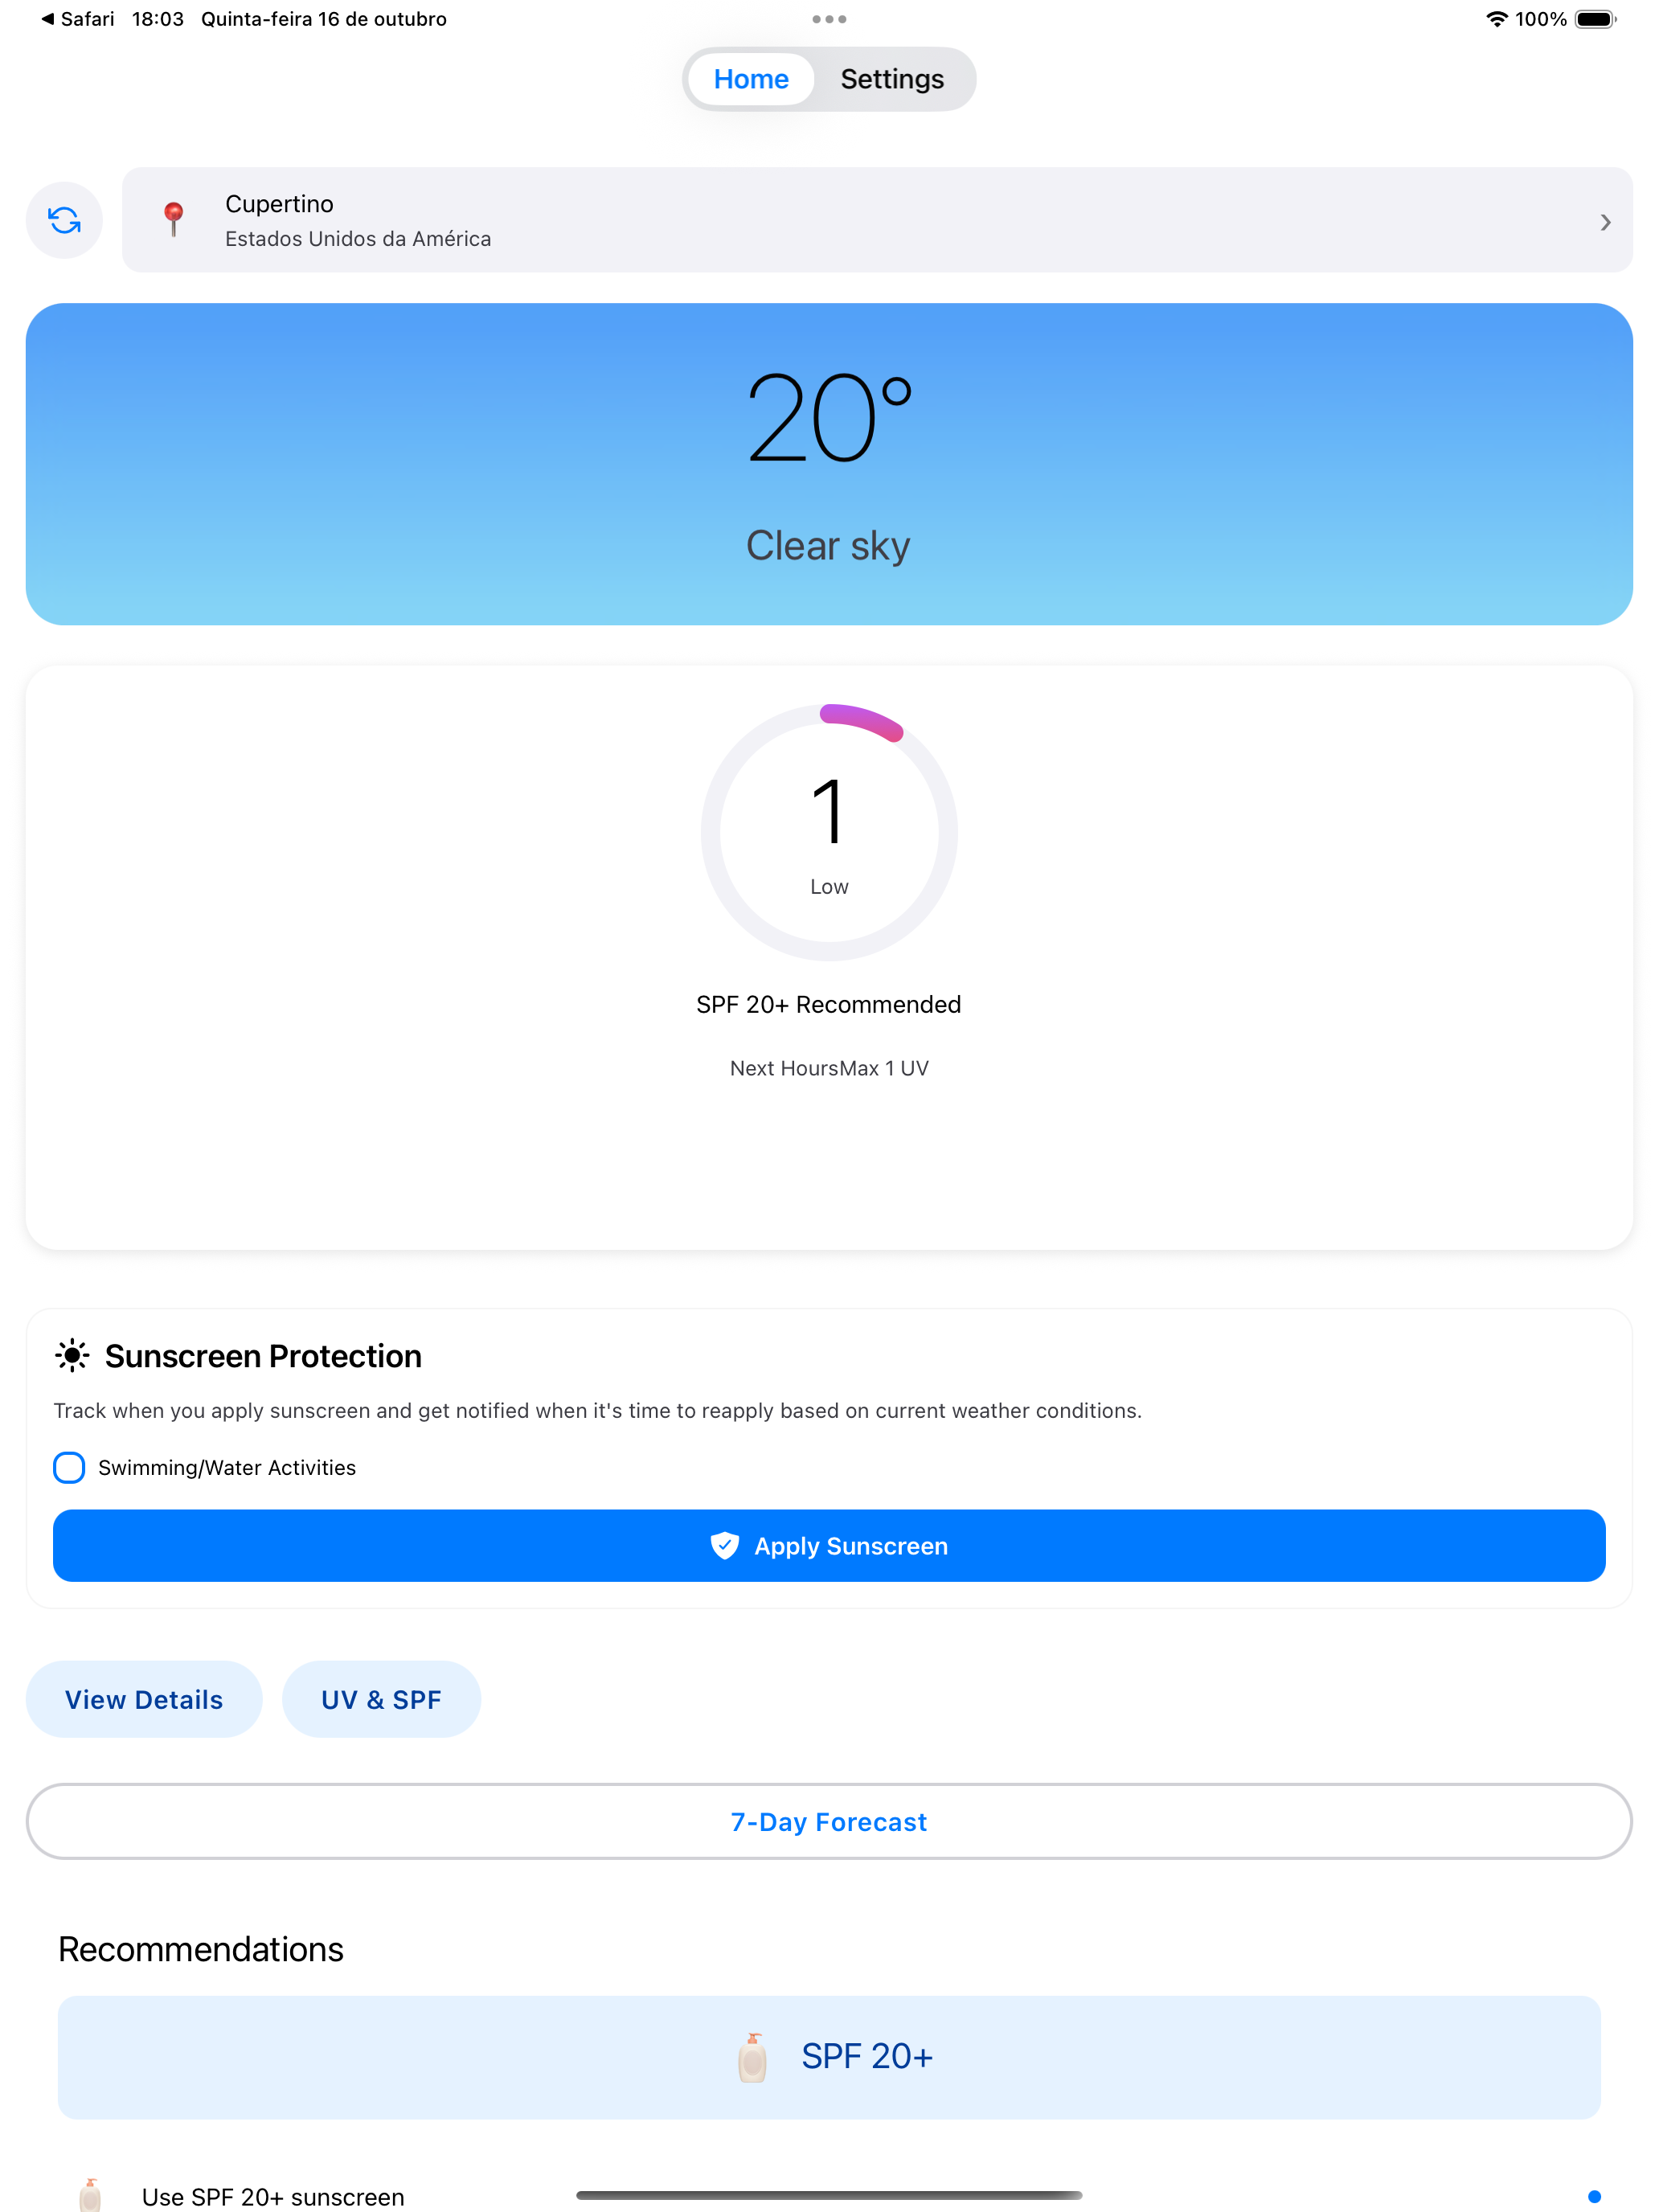 Safari 18:03 Quinta-feira 16 de outubro 100%
Home Settings
Cupertino
Estados Unidos da América
20°
Clear sky
1
Low
SPF 20+ Recommended
Next HoursMax 1 UV
Sunscreen Protection
Track when you apply sunscreen and get notified when it's time to reapply based on current weather conditions.
Swimming/Water Activities
Apply Sunscreen
View Details UV & SPF
7-Day Forecast
Recommendations
SPF 20+
Use SPF 20+ sunscreen